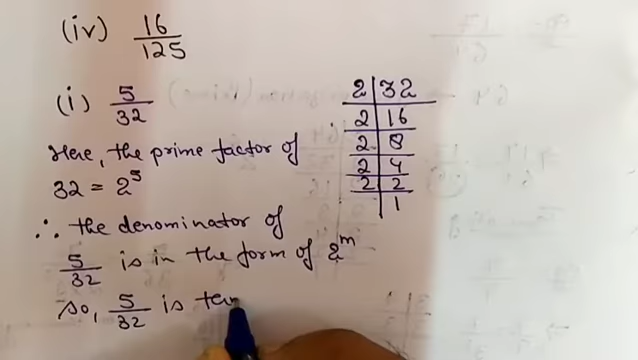 (iv) 16/125
(i) 5/32
Here, the prime factor of
32 = 2^5
∴ the denominator of
5/32 is in the form of 2^m
So, 5/32 is ter
2 | 32
2 | 16
2 | 8
2 | 4
2 | 2
| 1